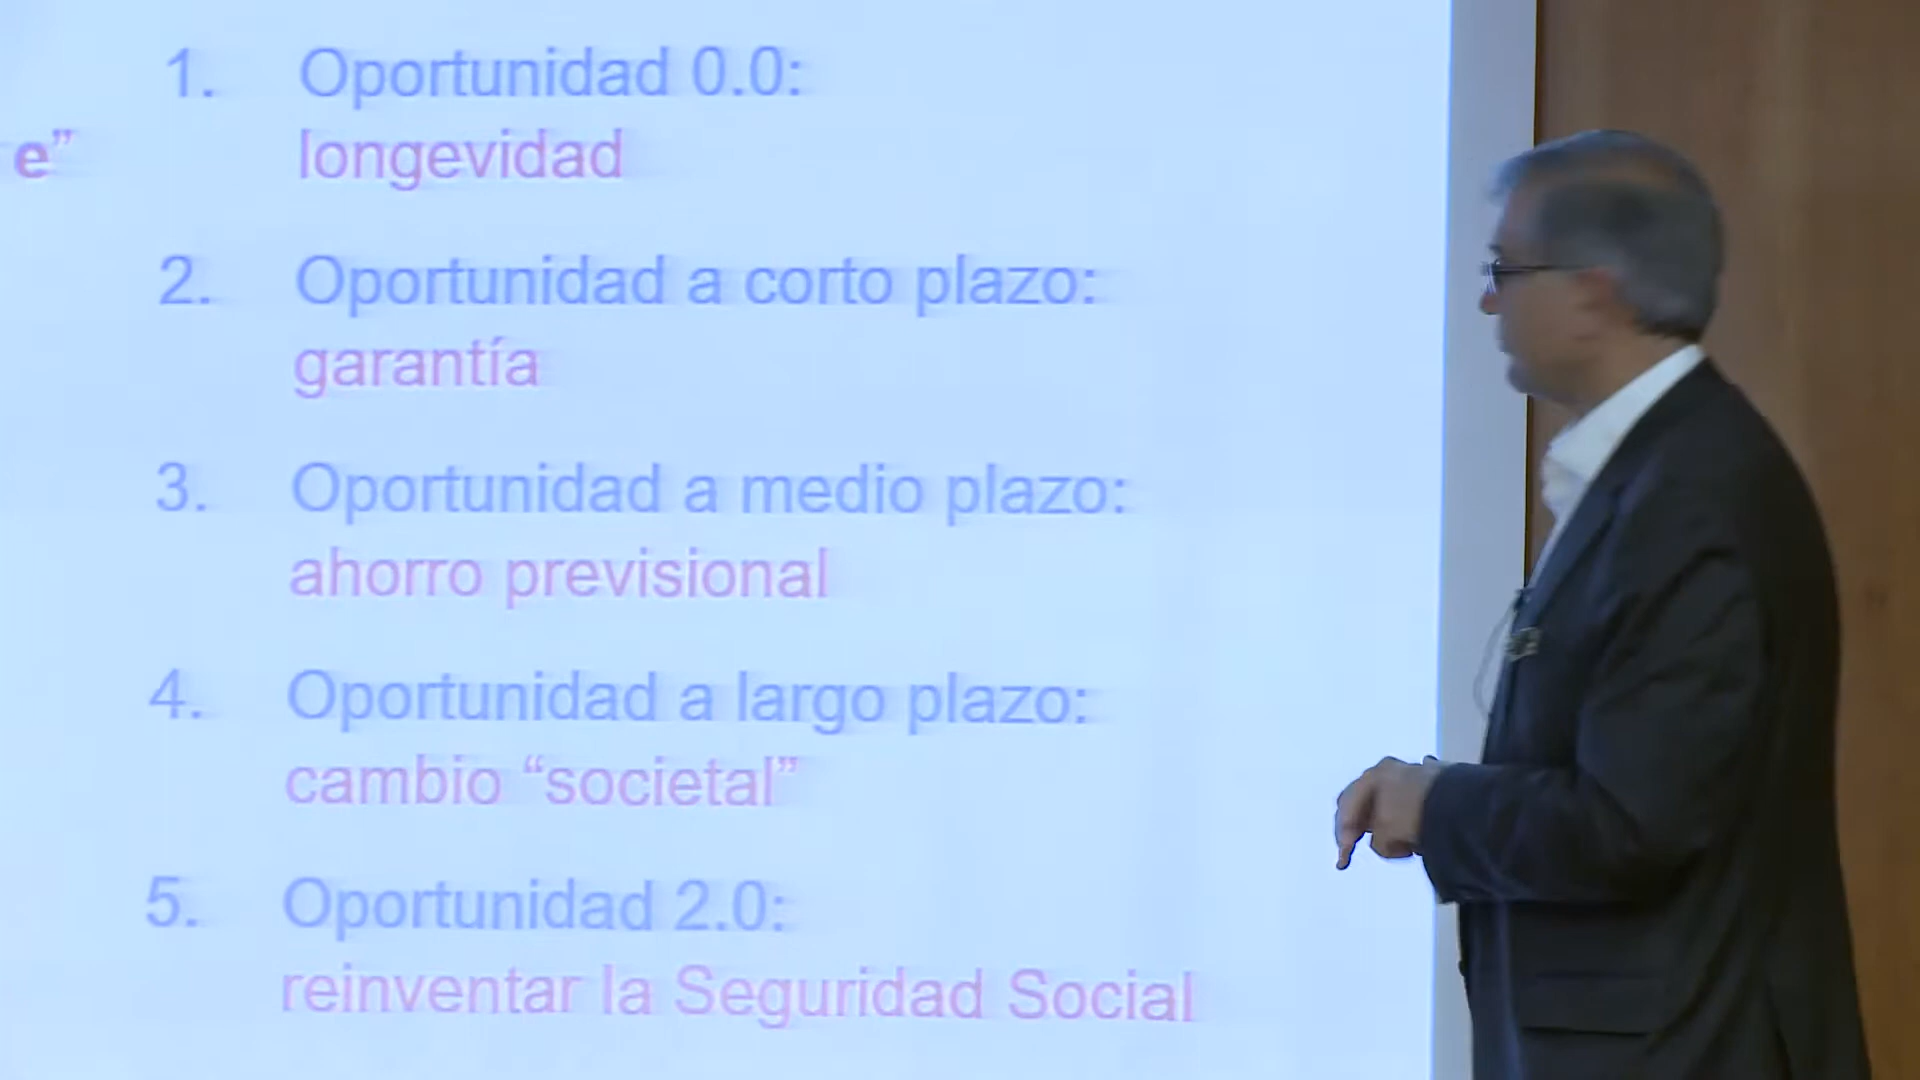 1. Oportunidad 0.0:
e” longevidad
2. Oportunidad a corto plazo:
garantía
3. Oportunidad a medio plazo:
ahorro previsional
4. Oportunidad a largo plazo:
cambio “societal”
5. Oportunidad 2.0:
reinventar la Seguridad Social